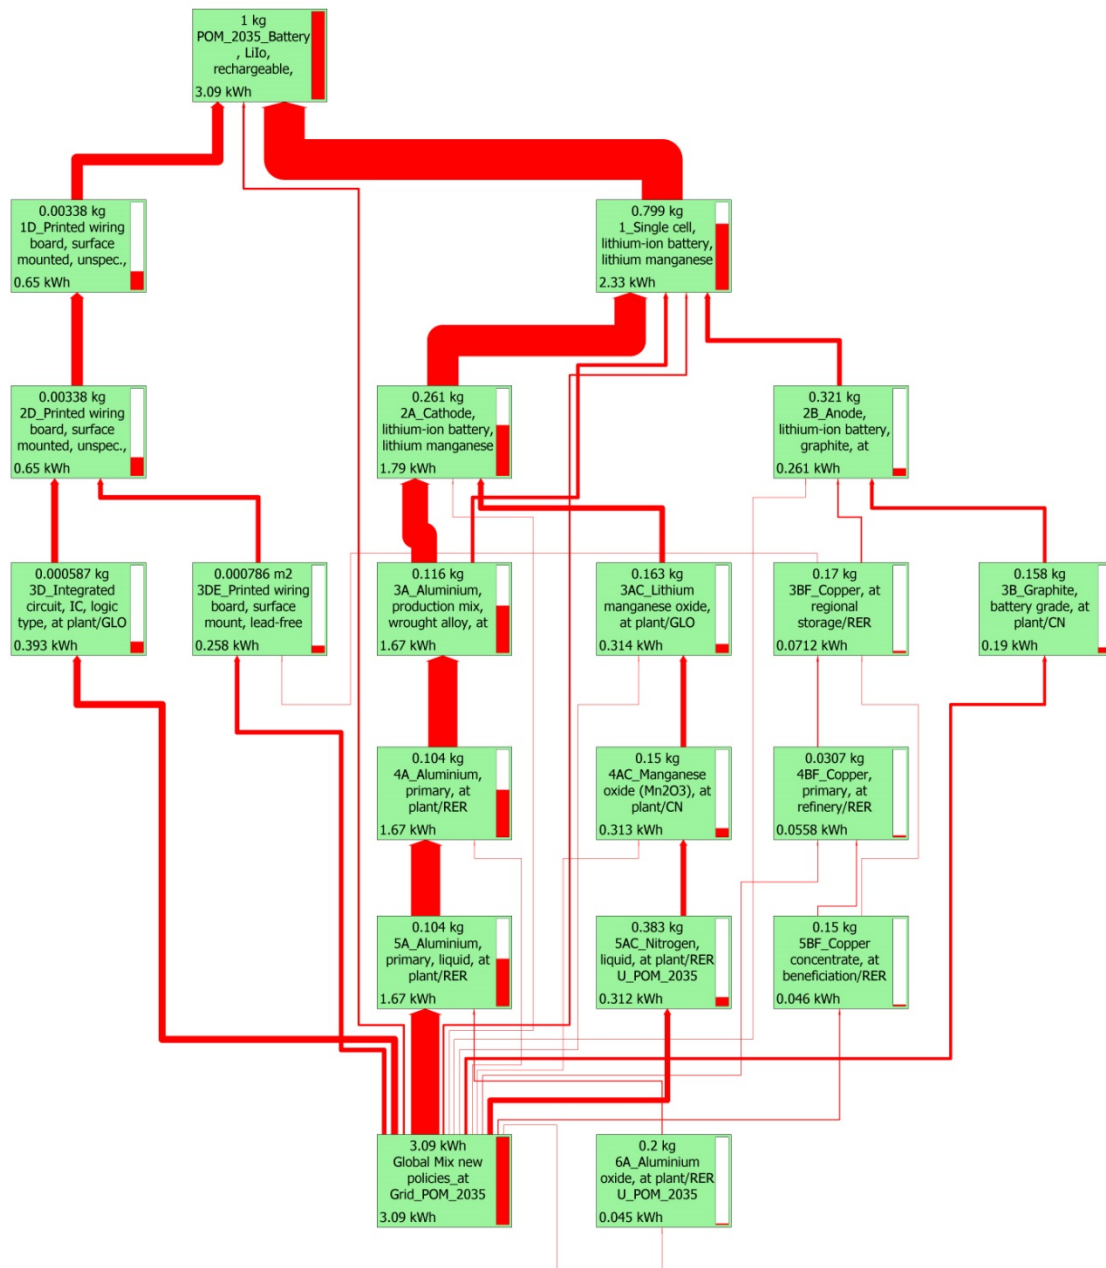 1 kg
POM_2035_Battery
, LiIo,
rechargeable,
3.09 kWh
0.00338 kg
1D_Printed wiring
board, surface
mounted, unspec.,
0.65 kWh
0.799 kg
1_Single cell,
lithium-ion battery,
lithium manganese
2.33 kWh
0.00338 kg
2D_Printed wiring
board, surface
mounted, unspec.,
0.65 kWh
0.261 kg
2A_Cathode,
lithium-ion battery,
lithium manganese
1.79 kWh
0.321 kg
2B_Anode,
lithium-ion battery,
graphite, at
0.261 kWh
0.000587 kg
3D_Integrated
circuit, IC, logic
type, at plant/GLO
0.393 kWh
0.000786 m2
3DE_Printed wiring
board, surface
mount, lead-free
0.258 kWh
0.116 kg
3A_Aluminium,
production mix,
wrought alloy, at
1.67 kWh
0.163 kg
3AC_Lithium
manganese oxide,
at plant/GLO
0.314 kWh
0.17 kg
3BF_Copper, at
regional
storage/RER
0.0712 kWh
0.158 kg
3B_Graphite,
battery grade, at
plant/CN
0.19 kWh
0.104 kg
4A_Aluminium,
primary, at
plant/RER
1.67 kWh
0.15 kg
4AC_Manganese
oxide (Mn2O3), at
plant/CN
0.313 kWh
0.0307 kg
4BF_Copper,
primary, at
refinery/RER
0.0558 kWh
0.104 kg
5A_Aluminium,
primary, liquid, at
plant/RER
1.67 kWh
0.383 kg
5AC_Nitrogen,
liquid, at plant/RER
U_POM_2035
0.312 kWh
0.15 kg
5BF_Copper
concentrate, at
beneficiation/RER
0.046 kWh
3.09 kWh
Global Mix new
policies_at
Grid_POM_2035
3.09 kWh
0.2 kg
6A_Aluminium
oxide, at plant/RER
U_POM_2035
0.045 kWh